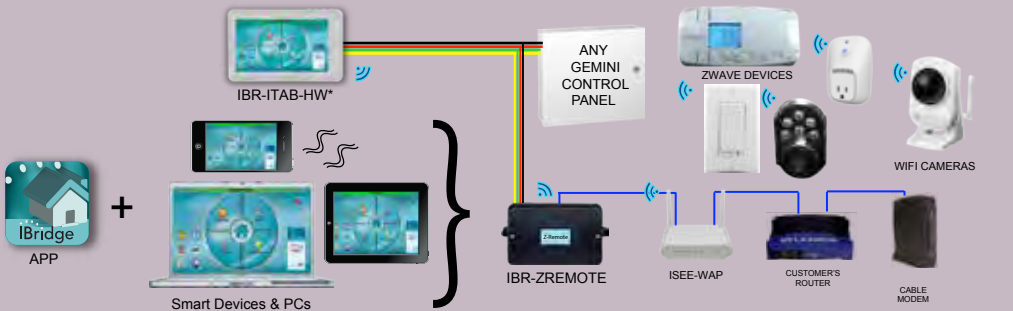 IBR-ITAB-HW*
ANY
GEMINI
CONTROL
PANEL
ZWAVE DEVICES
WIFI CAMERAS
IBridge
APP
+
Smart Devices & PCs
Z-Remote
IBR-ZREMOTE
ISEE-WAP
CUSTOMER'S
ROUTER
CABLE
MODEM